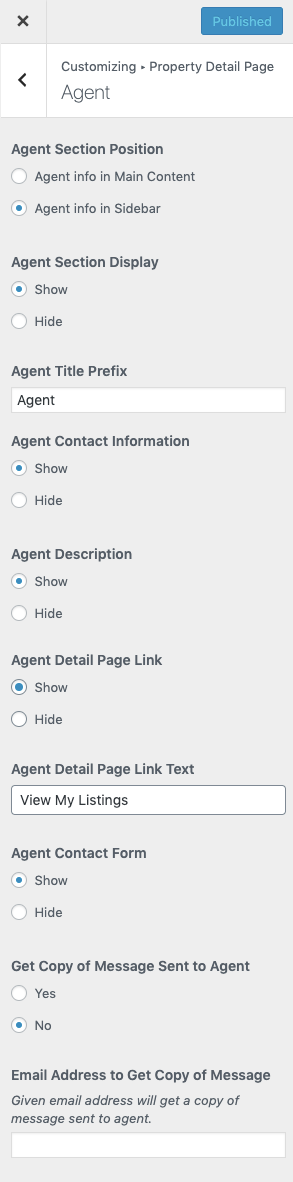 Published
Customizing ▸ Property Detail Page
Agent
Agent Section Position
Agent info in Main Content
Agent info in Sidebar
Agent Section Display
Show
Hide
Agent Title Prefix
Agent
Agent Contact Information
Show
Hide
Agent Description
Show
Hide
Agent Detail Page Link
Show
Hide
Agent Detail Page Link Text
View My Listings
Agent Contact Form
Show
Hide
Get Copy of Message Sent to Agent
Yes
No
Email Address to Get Copy of Message
Given email address will get a copy of
message sent to agent.